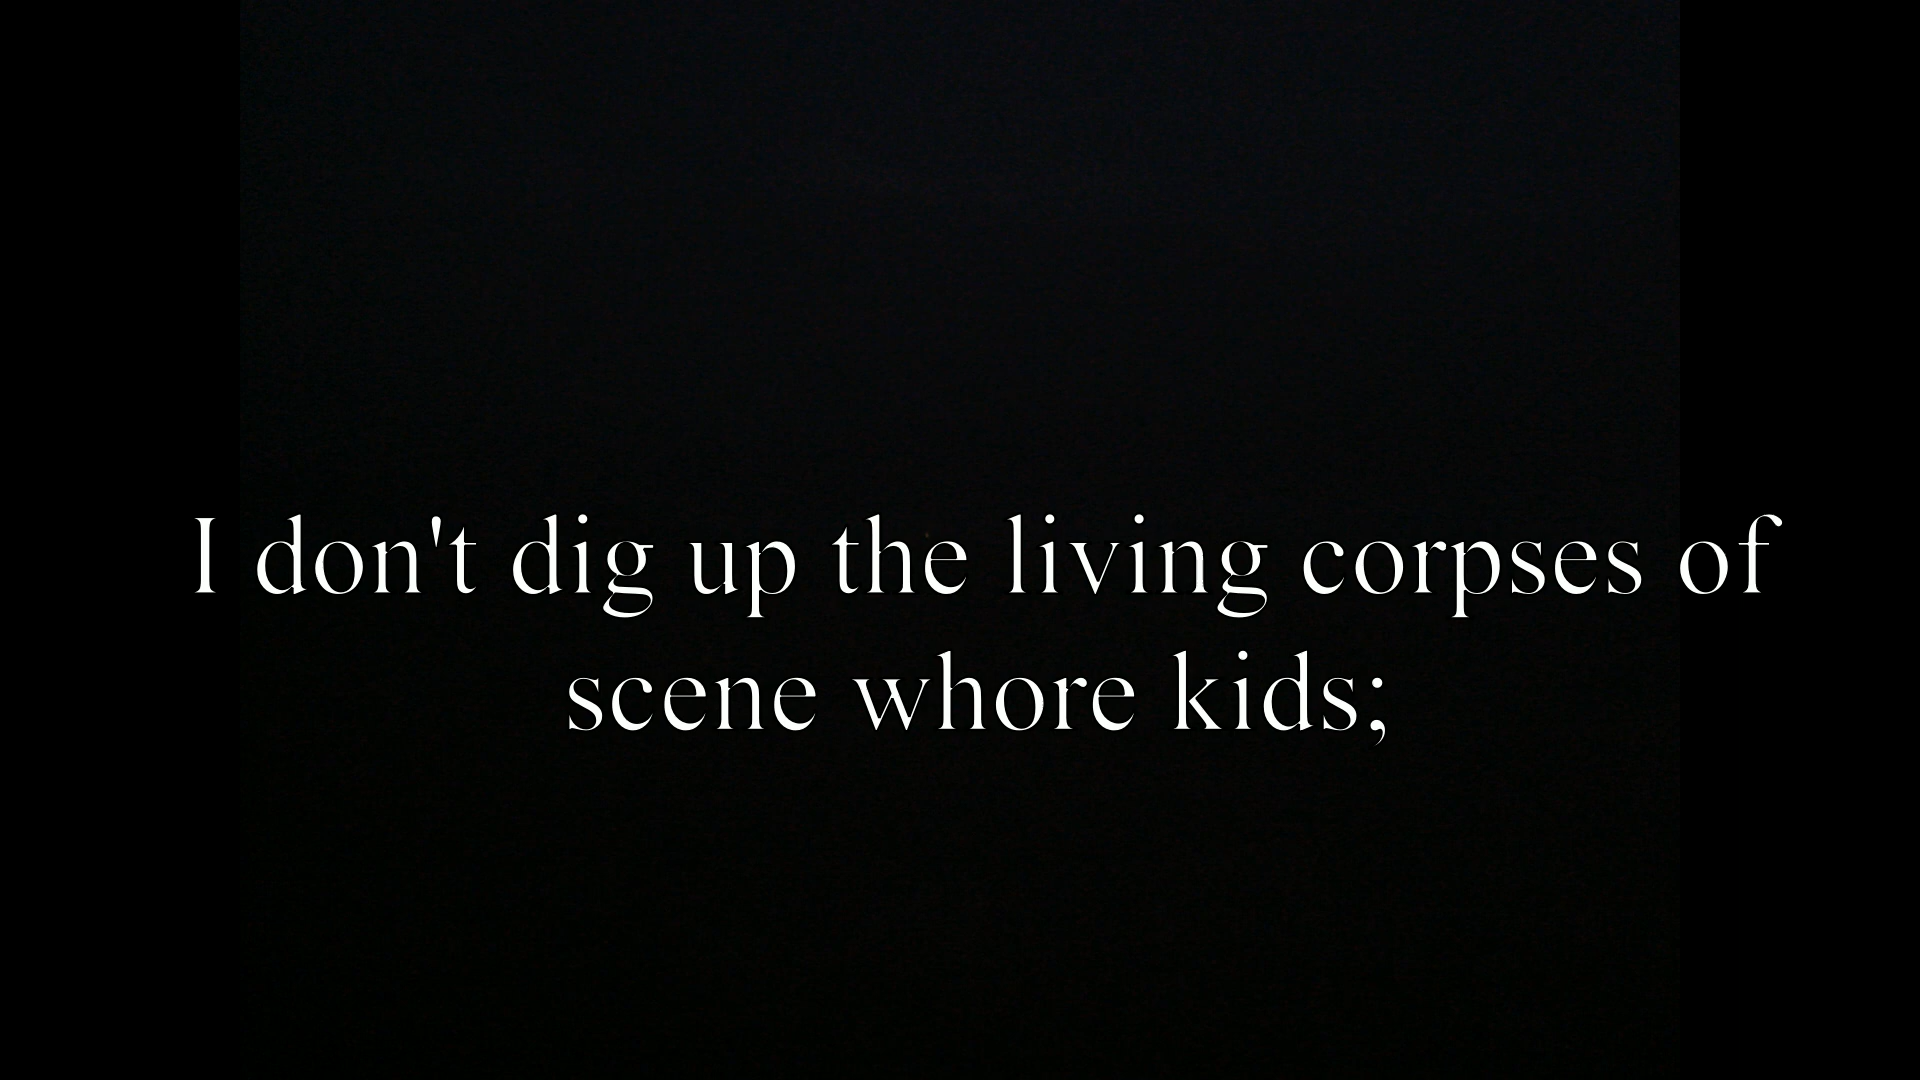 I don't dig up the living corpses of
scene whore kids;